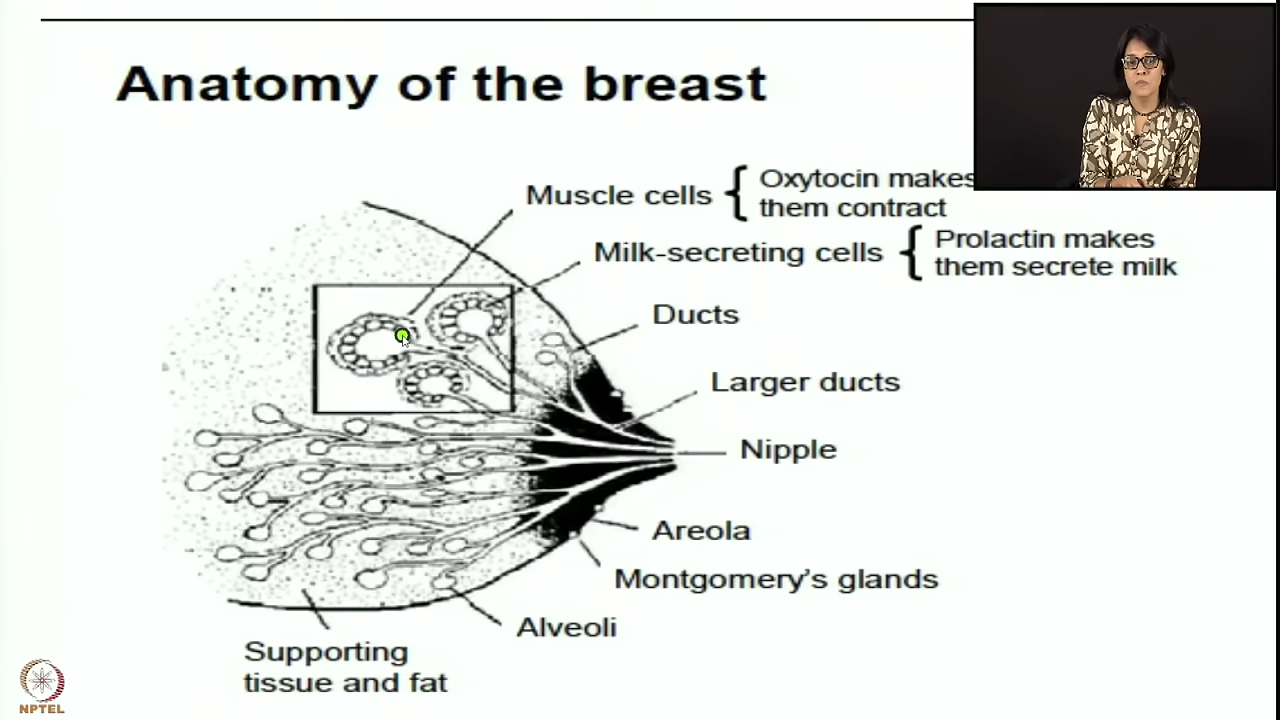 Anatomy of the breast
Muscle cells
Oxytocin makes
them contract
Milk-secreting cells
Prolactin makes
them secrete milk
Ducts
Larger ducts
Nipple
Areola
Montgomery's glands
Alveoli
Supporting
tissue and fat
NPTEL